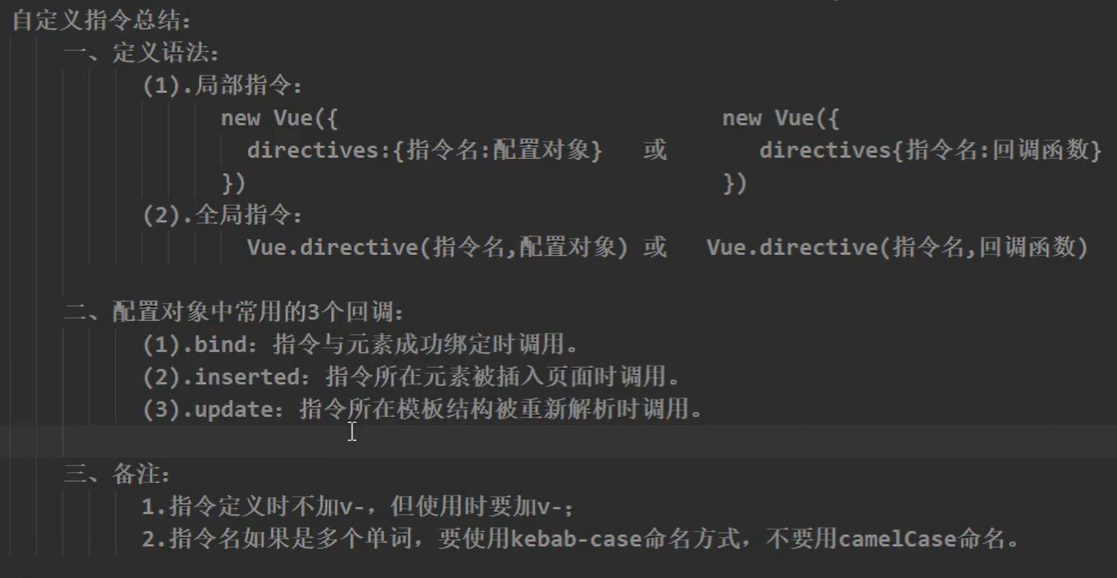 自定义指令总结:
一、定义语法:
(1).局部指令:
new Vue({ new Vue({
directives:{指令名:配置对象} 或 directives{指令名:回调函数}
}) })
(2).全局指令:
Vue.directive(指令名,配置对象) 或 Vue.directive(指令名,回调函数)
二、配置对象中常用的3个回调:
(1).bind: 指令与元素成功绑定时调用。
(2).inserted: 指令所在元素被插入页面时调用。
(3).update: 指令所在模板结构被重新解析时调用。
三、备注:
1.指令定义时不加v-,但使用时要加v-;
2.指令名如果是多个单词,要使用kebab-case命名方式,不要用camelCase命名。